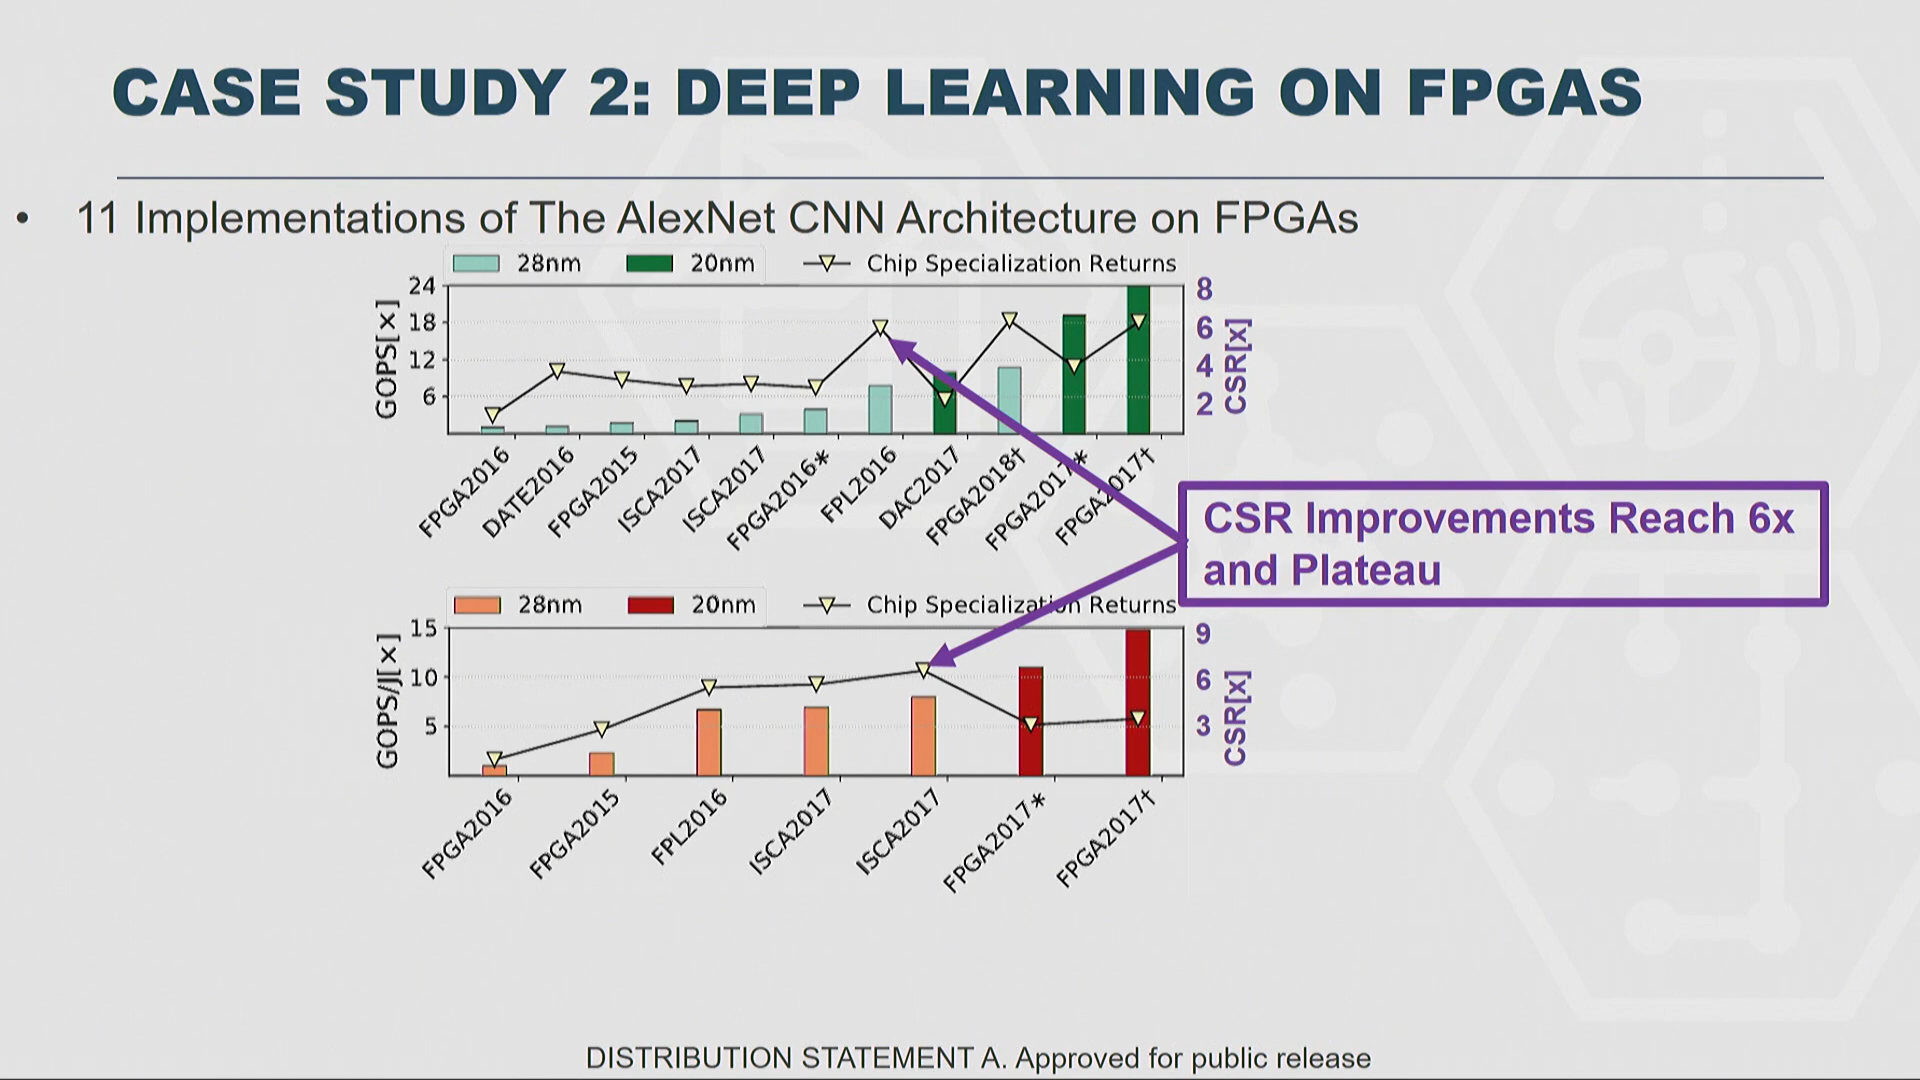 CASE STUDY 2: DEEP LEARNING ON FPGAS
• 11 Implementations of The AlexNet CNN Architecture on FPGAs
28nm 20nm Chip Specialization Returns
GOPS[×]
24
18
12
6
8
6
4
2
CSR[x]
FPGA2016
DATE2016
FPGA2015
ISCA2017
ISCA2017
FPGA2016*
FPL2016
DAC2017
FPGA2018†
FPGA2017*
FPGA2017†
CSR Improvements Reach 6x
and Plateau
28nm 20nm Chip Specialization Returns
GOPS/J[×]
15
10
5
9
6
3
CSR[x]
FPGA2016
FPGA2015
FPL2016
ISCA2017
ISCA2017
FPGA2017*
FPGA2017†
DISTRIBUTION STATEMENT A. Approved for public release